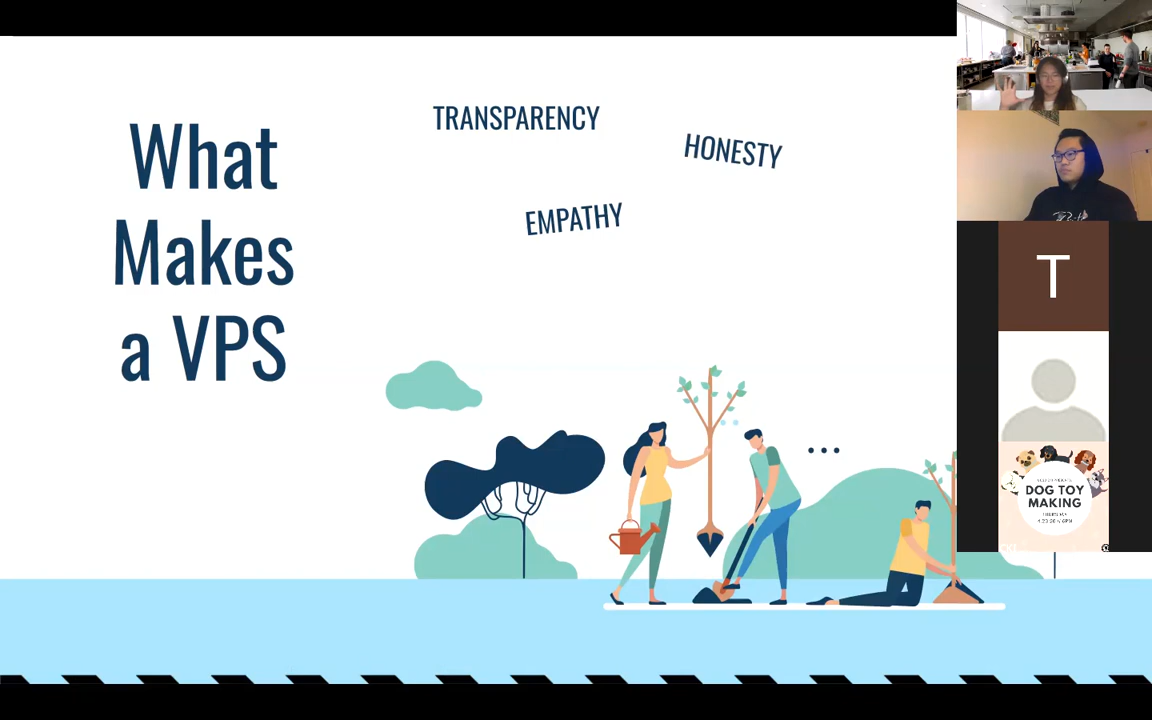 What
Makes
a VPS
TRANSPARENCY
HONESTY
EMPATHY
T
DOG TOY
MAKING